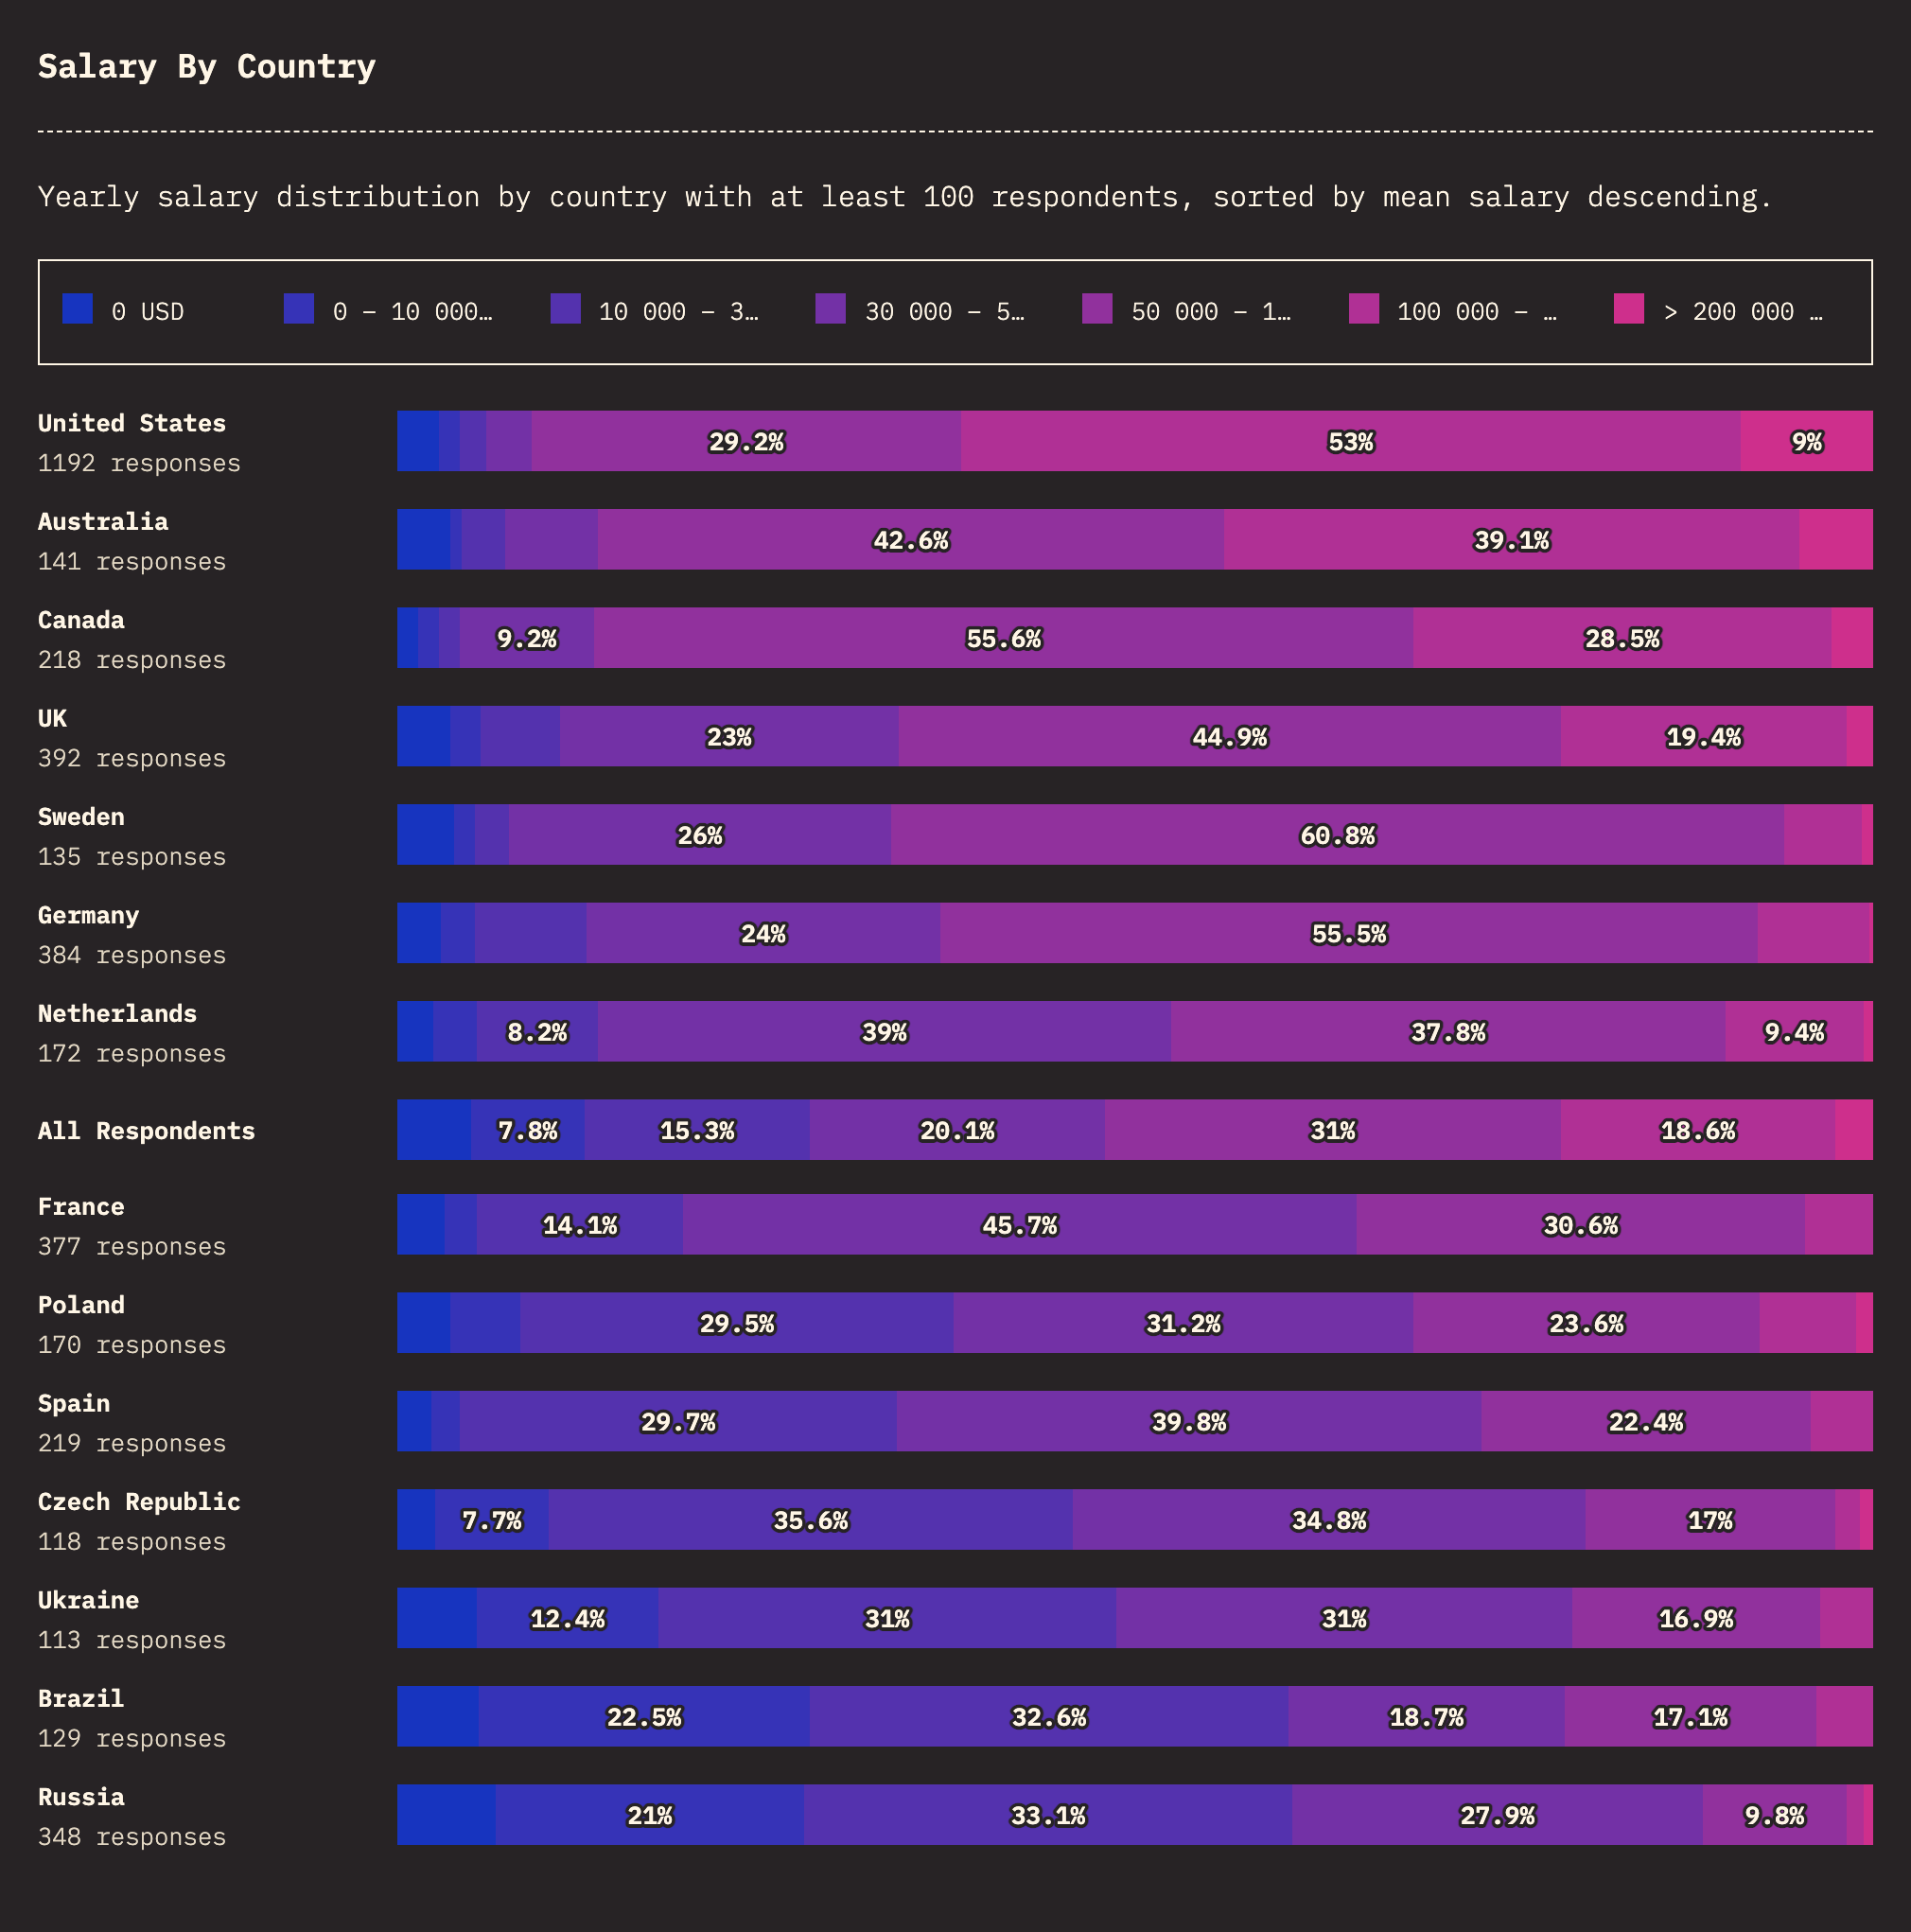 Salary By Country
Yearly salary distribution by country with at least 100 respondents, sorted by mean salary descending.
0 USD 0 – 10 000… 10 000 – 3… 30 000 – 5… 50 000 – 1… 100 000 – … > 200 000 …
United States
29.2% 53% 9%
1192 responses
Australia
42.6% 39.1%
141 responses
Canada
9.2% 55.6% 28.5%
218 responses
UK
23% 44.9% 19.4%
392 responses
Sweden
26% 60.8%
135 responses
Germany
24% 55.5%
384 responses
Netherlands
8.2% 39% 37.8% 9.4%
172 responses
All Respondents 7.8% 15.3% 20.1% 31% 18.6%
France
14.1% 45.7% 30.6%
377 responses
Poland
29.5% 31.2% 23.6%
170 responses
Spain
29.7% 39.8% 22.4%
219 responses
Czech Republic
7.7% 35.6% 34.8% 17%
118 responses
Ukraine
12.4% 31% 31% 16.9%
113 responses
Brazil
22.5% 32.6% 18.7% 17.1%
129 responses
Russia
21% 33.1% 27.9% 9.8%
348 responses